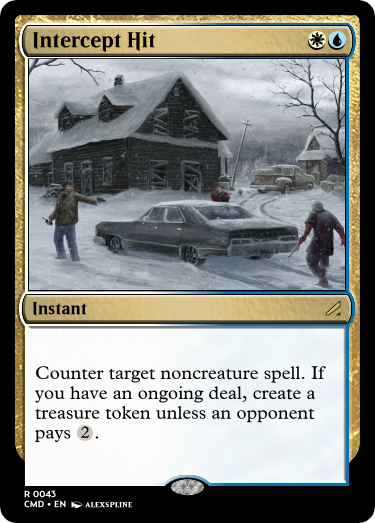 Intercept Hit
Instant
Counter target noncreature spell. If
you have an ongoing deal, create a
treasure token unless an opponent
pays 2.
R 0043
CMD • EN ALEXSPLINE